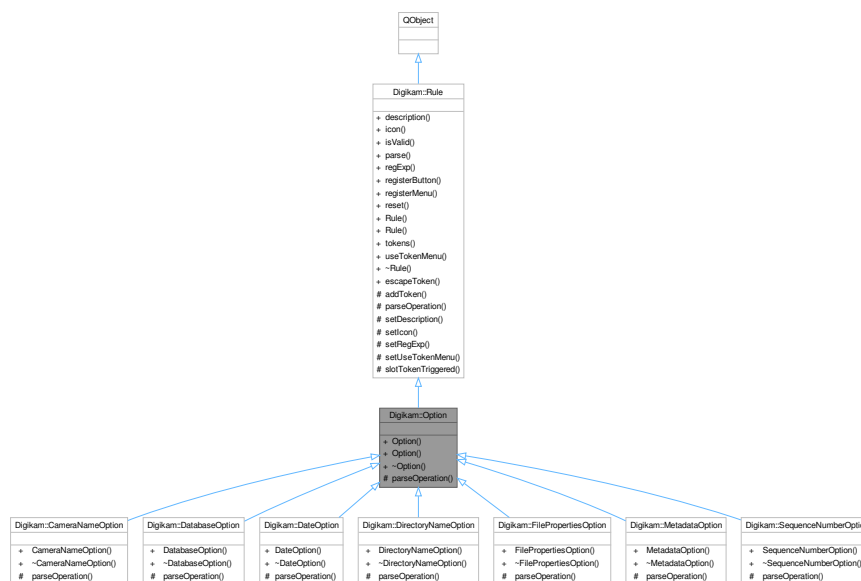 QObject
Digikam::Rule
+ description()
+ icon()
+ isValid()
+ parse()
+ regExp()
+ registerButton()
+ registerMenu()
+ reset()
+ Rule()
+ Rule()
+ tokens()
+ useTokenMenu()
+ ~Rule()
+ escapeToken()
# addToken()
# parseOperation()
# setDescription()
# setIcon()
# setRegExp()
# setUseTokenMenu()
# slotTokenTriggered()
Digikam::Option
+ Option()
+ Option()
+ ~Option()
# parseOperation()
Digikam::CameraNameOption
+ CameraNameOption()
+ ~CameraNameOption()
# parseOperation()
Digikam::DatabaseOption
+ DatabaseOption()
+ ~DatabaseOption()
# parseOperation()
Digikam::DateOption
+ DateOption()
+ ~DateOption()
# parseOperation()
Digikam::DirectoryNameOption
+ DirectoryNameOption()
+ ~DirectoryNameOption()
# parseOperation()
Digikam::FilePropertiesOption
+ FilePropertiesOption()
+ ~FilePropertiesOption()
# parseOperation()
Digikam::MetadataOption
+ MetadataOption()
+ ~MetadataOption()
# parseOperation()
Digikam::SequenceNumberOpti
+ SequenceNumberOption()
+ ~SequenceNumberOption()
# parseOperation()